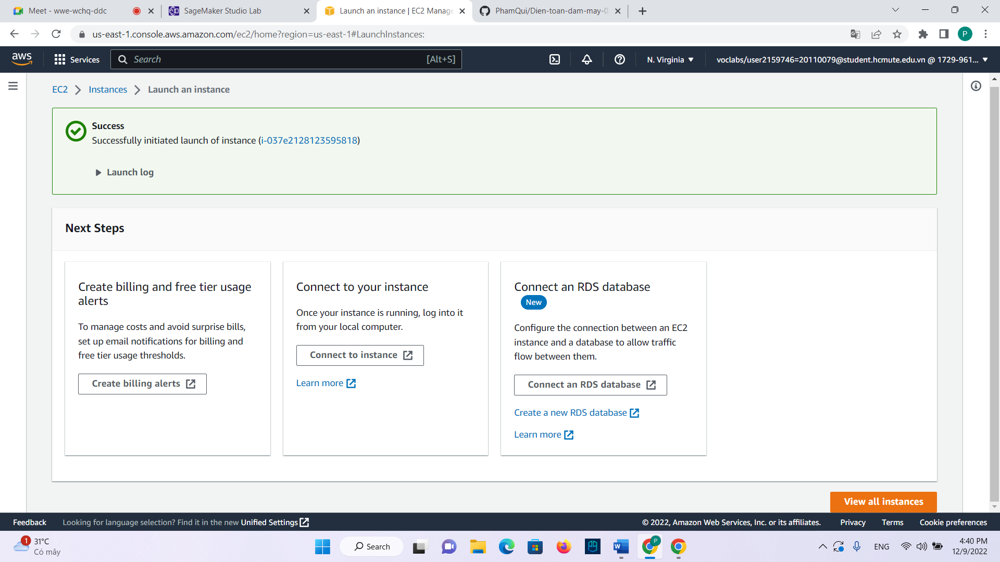 Meet - wwe-wchq-ddc
SageMaker Studio Lab
Launch an instance | EC2 Manage
PhamQui/Dien-toan-dam-may-0
us-east-1.console.aws.amazon.com/ec2/home?region=us-east-1#LaunchInstances:
P
aws
Services
Search
[Alt+S]
N. Virginia
voclabs/user2159746=20110079@student.hcmute.edu.vn @ 1729-961...
EC2
Instances
Launch an instance
Success
Successfully initiated launch of instance (i-037e2128123595818)
Launch log
Next Steps
Create billing and free tier usage
alerts
To manage costs and avoid surprise bills,
set up email notifications for billing and
free tier usage thresholds.
Create billing alerts
Connect to your instance
Once your instance is running, log into it
from your local computer.
Connect to instance
Learn more
Connect an RDS database
New
Configure the connection between an EC2
instance and a database to allow traffic
flow between them.
Connect an RDS database
Create a new RDS database
Learn more
View all instances
Feedback
Looking for language selection? Find it in the new Unified Settings
© 2022, Amazon Web Services, Inc. or its affiliates.
Privacy
Terms
Cookie preferences
1
31°C
Có mây
Search
P
ENG
4:40 PM
12/9/2022